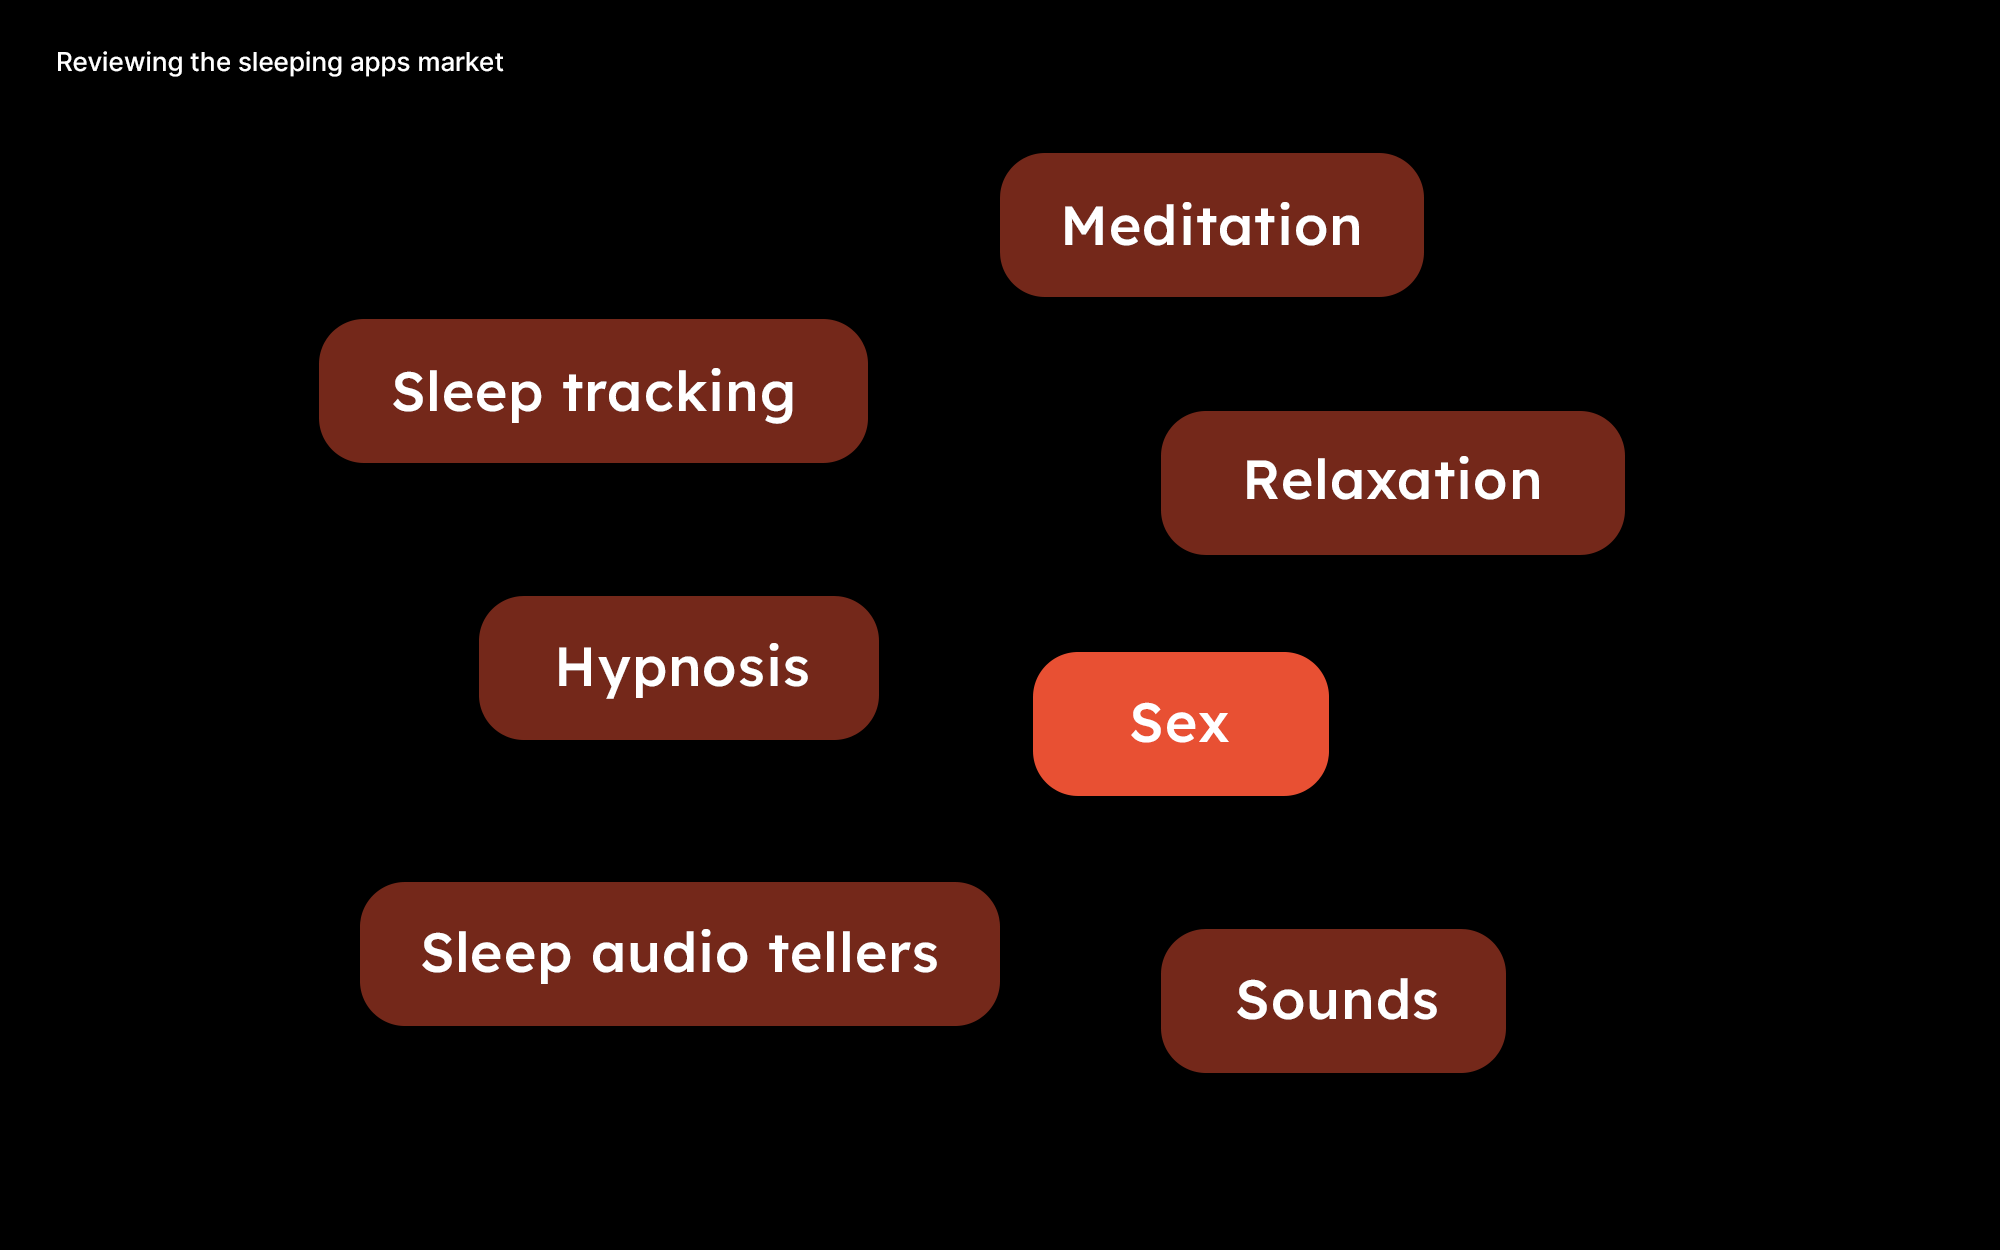 Reviewing the sleeping apps market
Meditation
Sleep tracking
Relaxation
Hypnosis
Sex
Sleep audio tellers
Sounds